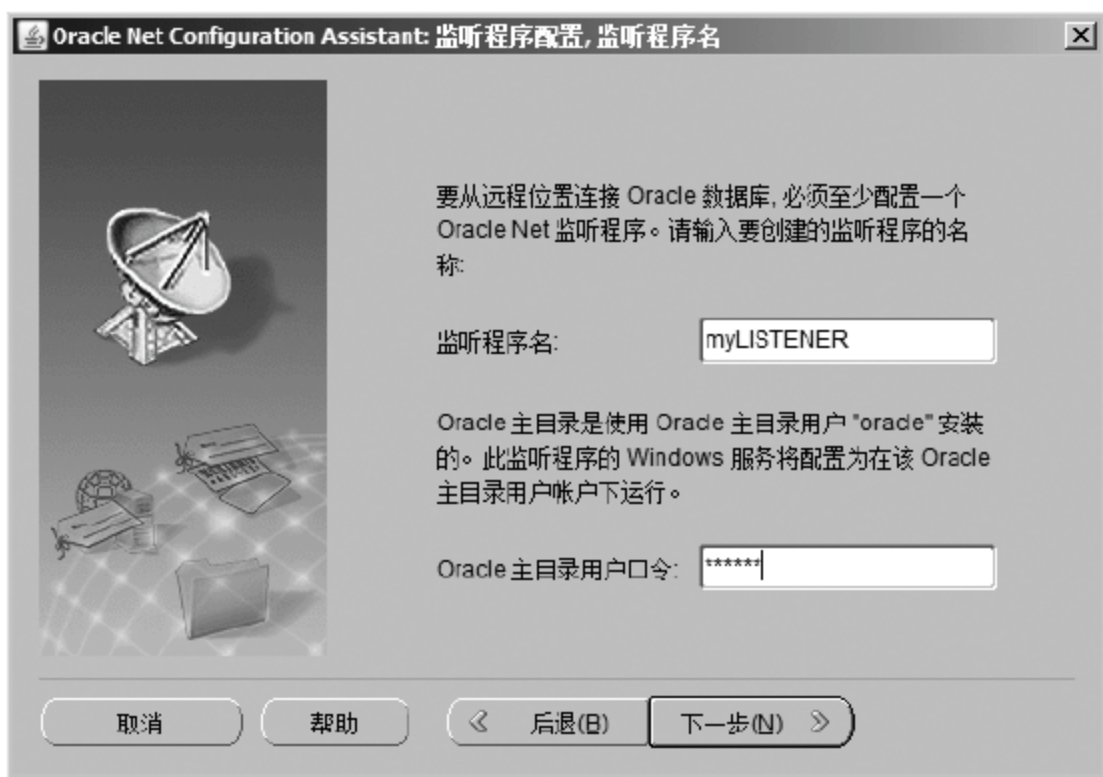 Oracle Net Configuration Assistant: 监听程序配置, 监听程序名
要从远程位置连接 Oracle 数据库, 必须至少配置一个
Oracle Net 监听程序。请输入要创建的监听程序的名
称:
监听程序名:
myLISTENER
Oracle 主目录是使用 Oracle 主目录用户 "oracle" 安装
的。此监听程序的 Windows 服务将配置为在该 Oracle
主目录用户帐户下运行。
Oracle 主目录用户口令:
******
取消
帮助
后退(B)
下一步(N)